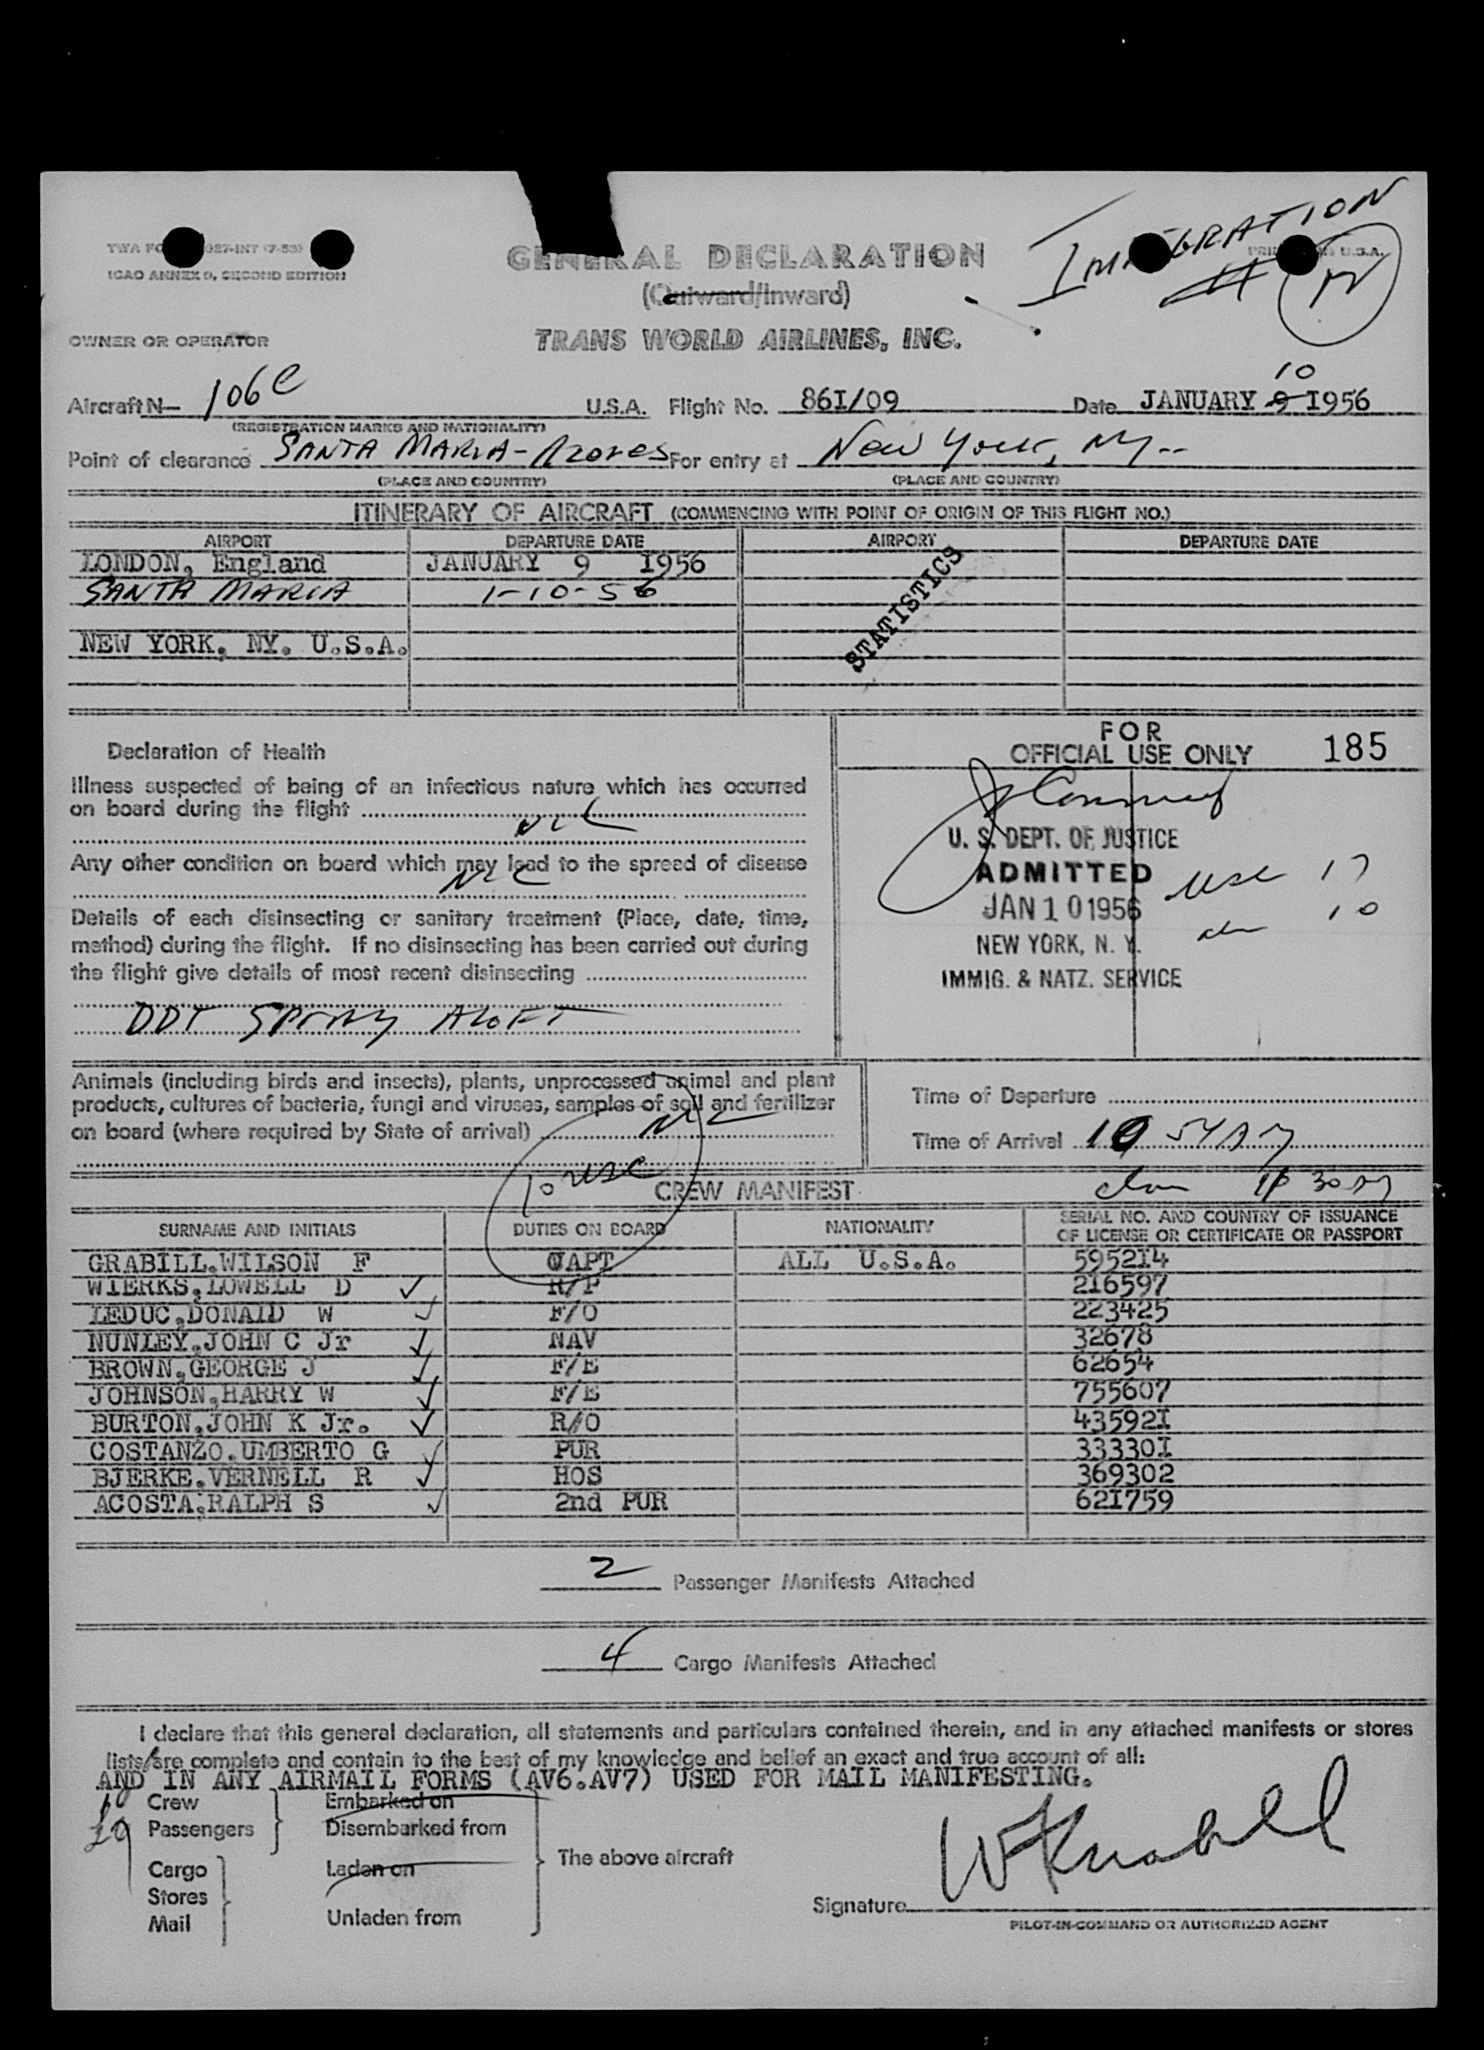 TWA FO 027-INT (7-53)
ICAO ANNEX 9, SECOND EDITION
IMMIGRATION
U.S.A.
GENERAL DECLARATION
(Outward/Inward)
OWNER OR OPERATOR
TRANS WORLD AIRLINES, INC.
10
Aircraft N— 106C U.S.A. Flight No. 861/09 Date JANUARY 9 1956
(REGISTRATION MARKS AND NATIONALITY)
Point of clearance SANTA MARIA - Azores For entry at New York, NY--
(PLACE AND COUNTRY) (PLACE AND COUNTRY)
ITINERARY OF AIRCRAFT (COMMENCING WITH POINT OF ORIGIN OF THIS FLIGHT NO.)
AIRPORT DEPARTURE DATE AIRPORT DEPARTURE DATE
LONDON, England JANUARY 9 1956
SANTA MARIA 1-10-56
STATISTICS
NEW YORK, NY. U.S.A.
FOR
OFFICIAL USE ONLY 185
Declaration of Health
Illness suspected of being of an infectious nature which has occurred
on board during the flight
NIL
Any other condition on board which may lead to the spread of disease
NIL
Details of each disinsecting or sanitary treatment (Place, date, time,
method) during the flight. If no disinsecting has been carried out during
the flight give details of most recent disinsecting
DDT Spray ALOFT
U. S. DEPT. OF JUSTICE
ADMITTED
JAN 10 1956
NEW YORK, N. Y.
IMMIG. & NATZ. SERVICE
usc 17
10
Animals (including birds and insects), plants, unprocessed animal and plant
products, cultures of bacteria, fungi and viruses, samples of soil and fertilizer
on board (where required by State of arrival) NIL
Time of Departure
Time of Arrival 10 54 AM
10 USC
CREW MANIFEST
SURNAME AND INITIALS DUTIES ON BOARD NATIONALITY SERIAL NO. AND COUNTRY OF ISSUANCE
OF LICENSE OR CERTIFICATE OR PASSPORT
GRABILL,WILSON F CAPT ALL U.S.A. 595214
WIERKS,LOWELL D R/P 216597
LEDUC,DONALD W F/O 223425
NUNLEY,JOHN C Jr NAV 32678
BROWN,GEORGE J F/E 62654
JOHNSON,HARRY W F/E 755607
BURTON,JOHN K Jr. R/O 435921
COSTANZO,UMBERTO G PUR 333301
BJERKE,VERNELL R HOS 369302
ACOSTA,RALPH S 2nd PUR 621759
2 Passenger Manifests Attached
4 Cargo Manifests Attached
I declare that this general declaration, all statements and particulars contained therein, and in any attached manifests or stores
lists/are complete and contain to the best of my knowledge and belief an exact and true account of all:
AND IN ANY AIRMAIL FORMS (AV6.AV7) USED FOR MAIL MANIFESTING.
10 Crew Embarked on
Passengers Disembarked from
The above aircraft
Cargo Laden on
Stores
Mail Unladen from
Signature
PILOT-IN-COMMAND OR AUTHORIZED AGENT